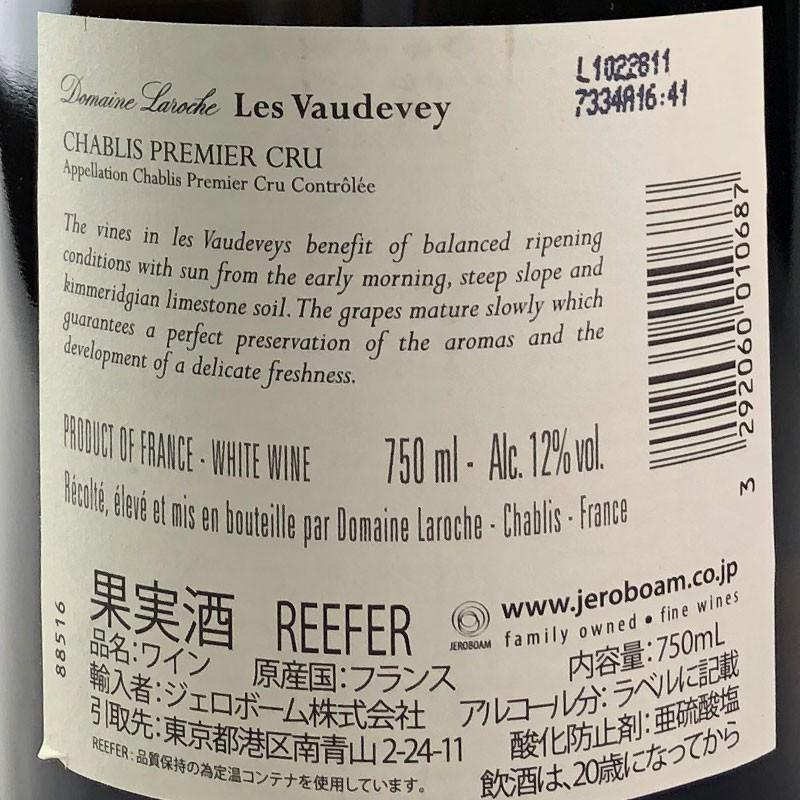 Domaine Laroche Les Vaudevey
L1022811
7334A16:41
CHABLIS PREMIER CRU
Appellation Chablis Premier Cru Contrôlée
The vines in les Vaudeveys benefit of balanced ripening
conditions with sun from the early morning, steep slope and
kimmeridgian limestone soil. The grapes mature slowly which
guarantees a perfect preservation of the aromas and the
development of a delicate freshness.
3 292060 010687
PRODUCT OF FRANCE - WHITE WINE 750 ml - Alc. 12% vol.
Récolté, élevé et mis en bouteille par Domaine Laroche - Chablis - France
88516
果実酒 REEFER
JEROBOAM
www.jeroboam.co.jp
family owned • fine wines
品名:ワイン 原産国:フランス 内容量:750mL
輸入者:ジェロボーム株式会社 アルコール分:ラベルに記載
引取先:東京都港区南青山2-24-11 酸化防止剤:亜硫酸塩
REEFER:品質保持の為定温コンテナを使用しています。 飲酒は、20歳になってから